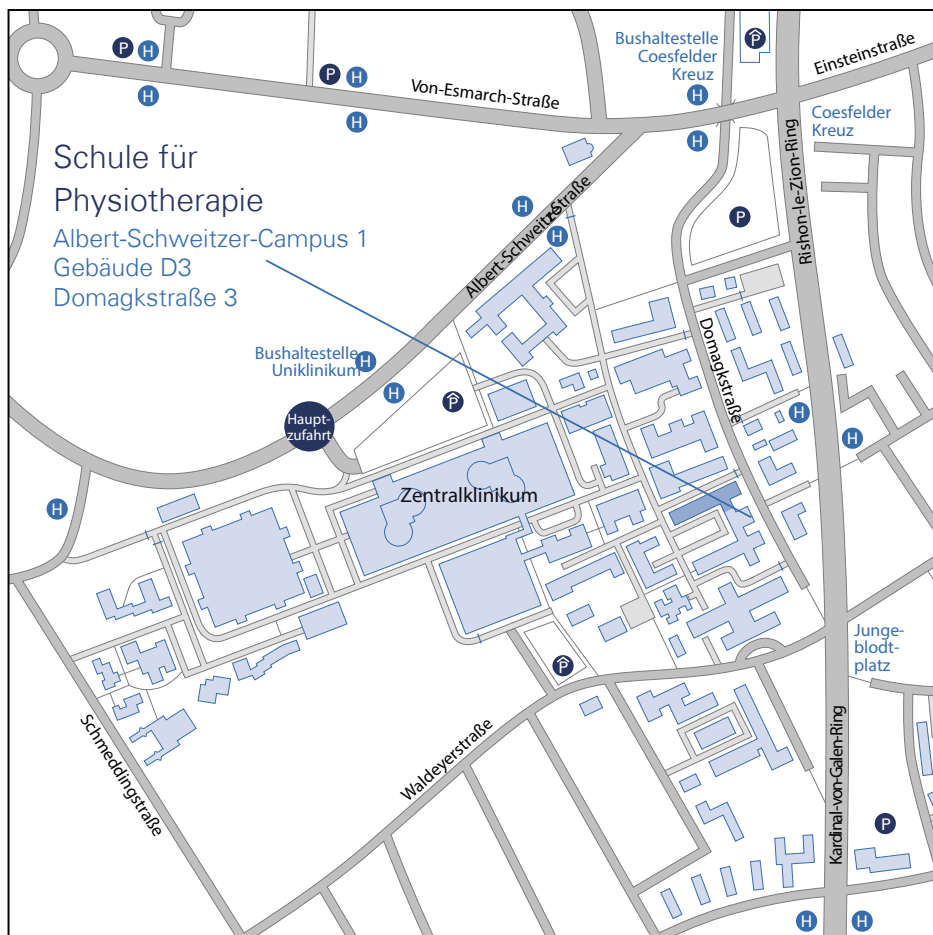 Bushaltestelle
Coesfelder
Kreuz
P
Einsteinstraße
P
H
H
P
H
H
H
H
Von-Esmarch-Straße
Coesfelder
Kreuz
Rishon-le-Zion-Ring
Schule für
Physiotherapie
Albert-Schweitzer-Campus 1
Gebäude D3
Domagkstraße 3
P
H
H
Albert-Schweitzer-Straße
Domagkstraße
Bushaltestelle
Uniklinikum
H
H
P
H
H
Haupt-
zufahrt
Zentralklinikum
H
Junge-
blodt-
platz
P
Schmeddingstraße
Waldeyerstraße
Kardinal-von-Galen-Ring
P
H
H